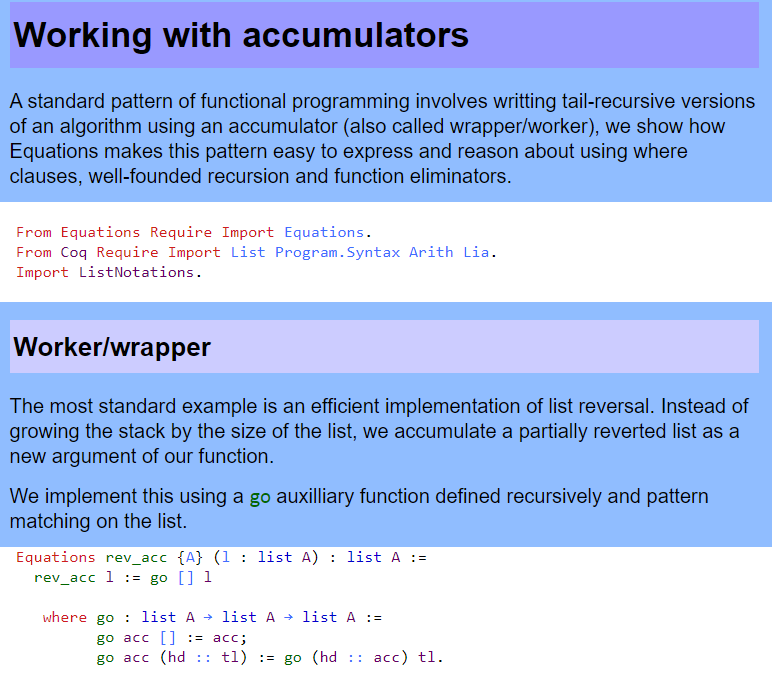 Working with accumulators
A standard pattern of functional programming involves writting tail-recursive versions
of an algorithm using an accumulator (also called wrapper/worker), we show how
Equations makes this pattern easy to express and reason about using where
clauses, well-founded recursion and function eliminators.
From Equations Require Import Equations.
From Coq Require Import List Program.Syntax Arith Lia.
Import ListNotations.
Worker/wrapper
The most standard example is an efficient implementation of list reversal. Instead of
growing the stack by the size of the list, we accumulate a partially reverted list as a
new argument of our function.
We implement this using a go auxilliary function defined recursively and pattern
matching on the list.
Equations rev_acc {A} (l : list A) : list A :=
rev_acc l := go [] l
where go : list A → list A → list A :=
go acc [] := acc;
go acc (hd :: tl) := go (hd :: acc) tl.